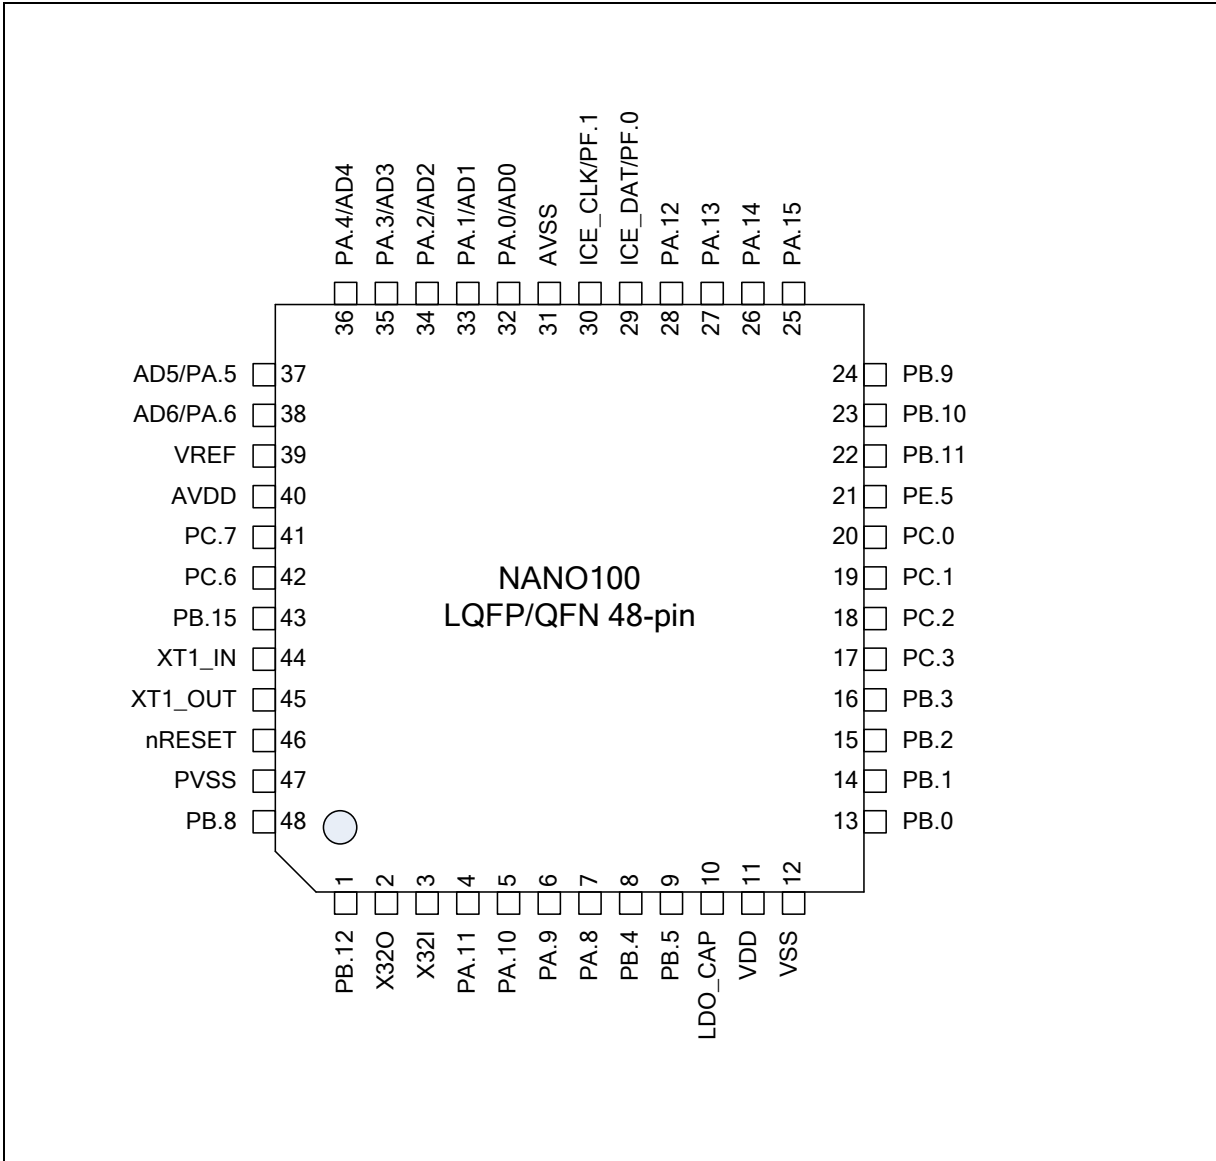 PA.4/AD4
PA.3/AD3
PA.2/AD2
PA.1/AD1
PA.0/AD0
AVSS
ICE_CLK/PF.1
ICE_DAT/PF.0
PA.12
PA.13
PA.14
PA.15
36
35
34
33
32
31
30
29
28
27
26
25
AD5/PA.5 37
AD6/PA.6 38
VREF 39
AVDD 40
PC.7 41
PC.6 42
PB.15 43
XT1_IN 44
XT1_OUT 45
nRESET 46
PVSS 47
PB.8 48
NANO100
LQFP/QFN 48-pin
24 PB.9
23 PB.10
22 PB.11
21 PE.5
20 PC.0
19 PC.1
18 PC.2
17 PC.3
16 PB.3
15 PB.2
14 PB.1
13 PB.0
1
2
3
4
5
6
7
8
9
10
11
12
PB.12
X32O
X32I
PA.11
PA.10
PA.9
PA.8
PB.4
PB.5
LDO_CAP
VDD
VSS